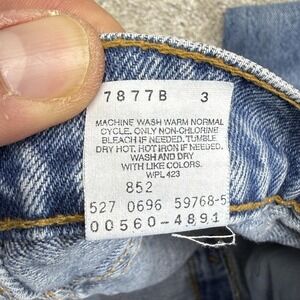 7877B 3
MACHINE WASH WARM NORMAL
CYCLE. ONLY NON-CHLORINE
BLEACH IF NEEDED. TUMBLE
DRY HOT. HOT IRON IF NEEDED.
WASH AND DRY
WITH LIKE COLORS.
WPL 423
852
527 0696 59768-5
00560-4891